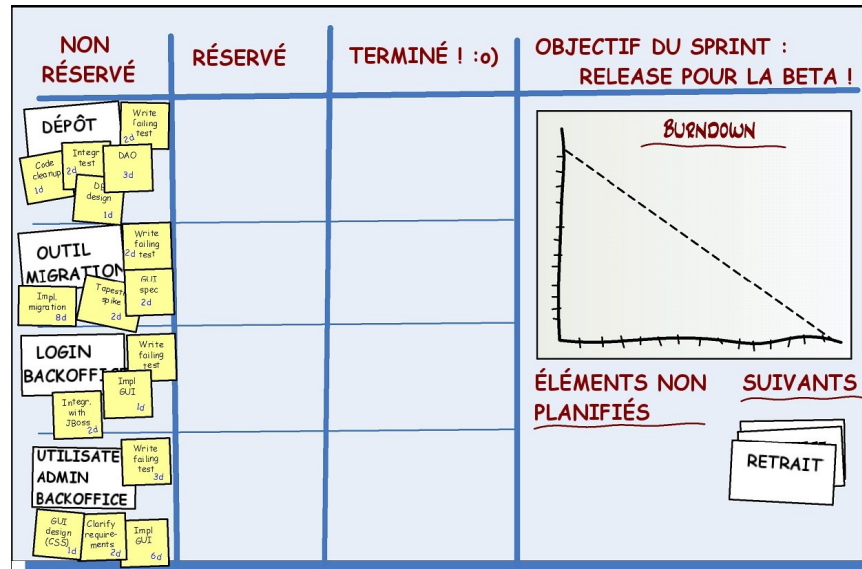 NON
RÉSERVÉ
RÉSERVÉ
TERMINÉ ! :o)
OBJECTIF DU SPRINT :
RELEASE POUR LA BETA !
DÉPÔT
Write
failing
test
2d
Code
cleanup
1d
Integr
test
2d
DAO
3d
design
1d
OUTIL
MIGRATION
Write
failing
test
2d
GUI
spec
2d
Impl.
migration
8d
spike
2d
LOGIN
BACKOFFICE
Write
failing
test
Impl
GUI
1d
Integr.
with
JBoss
2d
UTILISATE
ADMIN
BACKOFFICE
Write
failing
test
3d
GUI
design
(CSS)
1d
Clarify
require-
ments
2d
Impl
GUI
6d
BURNDOWN
ÉLÉMENTS NON
PLANIFIÉS
SUIVANTS
RETRAIT